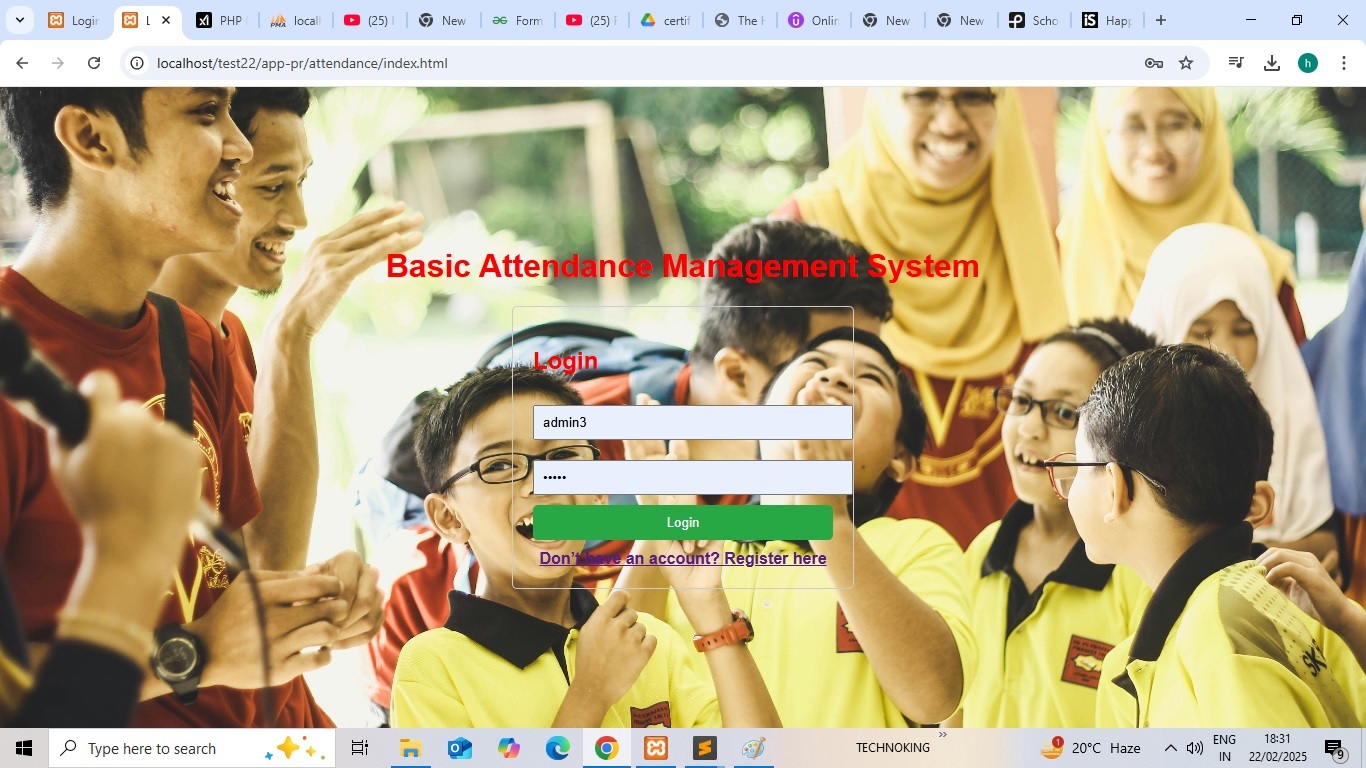 Login
L
PHP
local
(25)
New
Form
(25)
certif
The
Onlin
New
New
Scho
Happ
localhost/test22/app-pr/attendance/index.html
h
Basic Attendance Management System
Login
admin3
•••••
Login
Don't have an account? Register here
Type here to search
TECHNOKING
1
20°C Haze
ENG
IN
18:31
22/02/2025
9